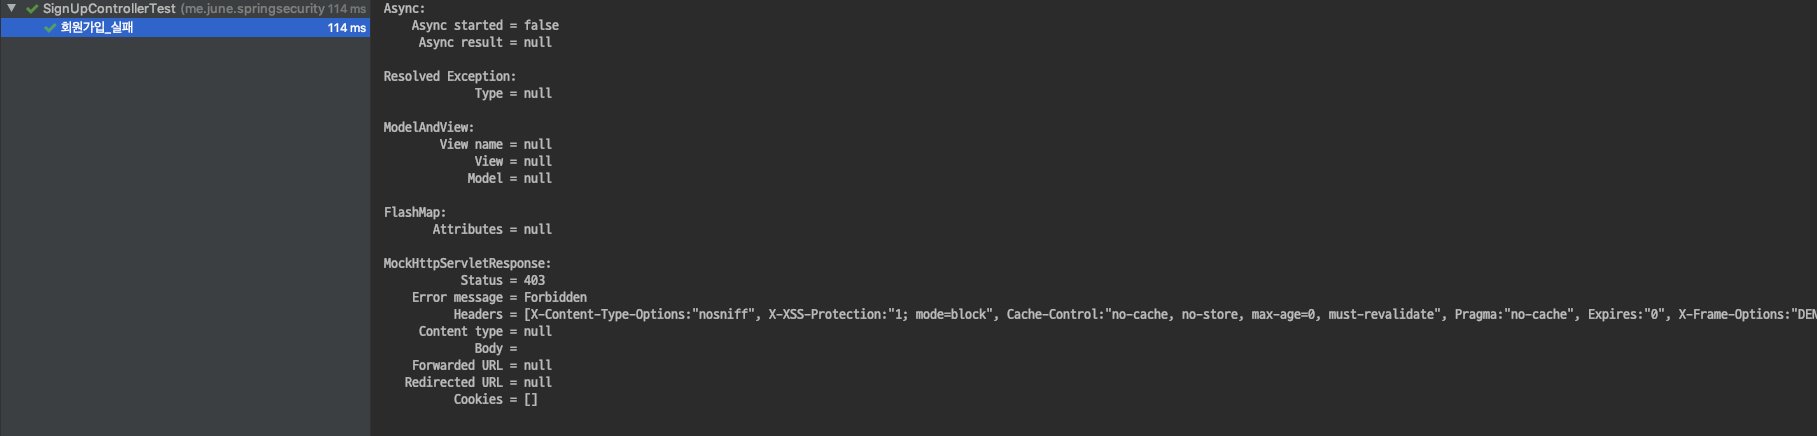 SignUpControllerTest (me.june.springsecurity 114 ms
회원가입_실패 114 ms
Async:
Async started = false
Async result = null
Resolved Exception:
Type = null
ModelAndView:
View name = null
View = null
Model = null
FlashMap:
Attributes = null
MockHttpServletResponse:
Status = 403
Error message = Forbidden
Headers = [X-Content-Type-Options:"nosniff", X-XSS-Protection:"1; mode=block", Cache-Control:"no-cache, no-store, max-age=0, must-revalidate", Pragma:"no-cache", Expires:"0", X-Frame-Options:"DEN
Content type = null
Body =
Forwarded URL = null
Redirected URL = null
Cookies = []